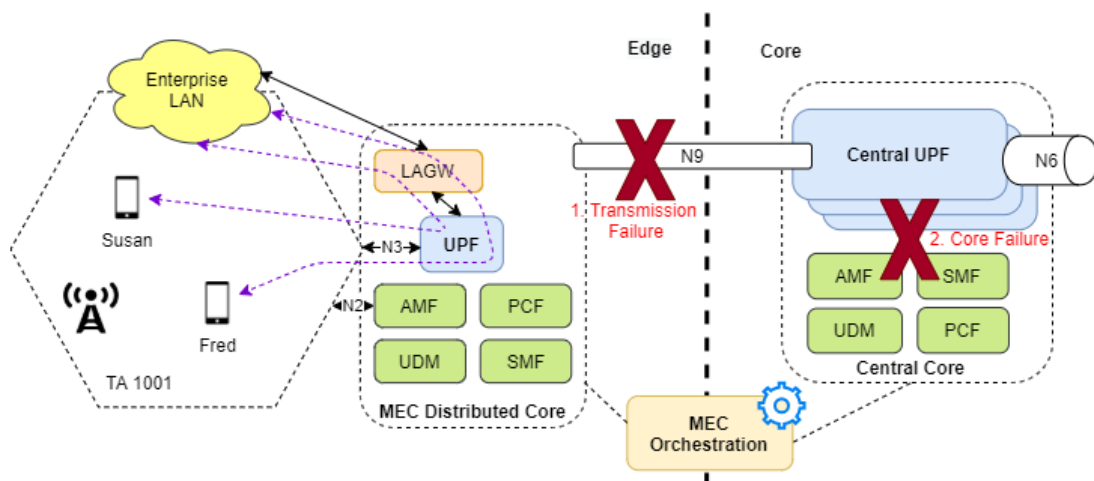 Edge
Core
Enterprise
LAN
LAGW
N9
Central UPF
N6
1. Transmission
Failure
Susan
N3
UPF
2. Core Failure
AMF
SMF
N2
AMF
PCF
Fred
UDM
PCF
UDM
SMF
Central Core
TA 1001
MEC Distributed Core
MEC
Orchestration